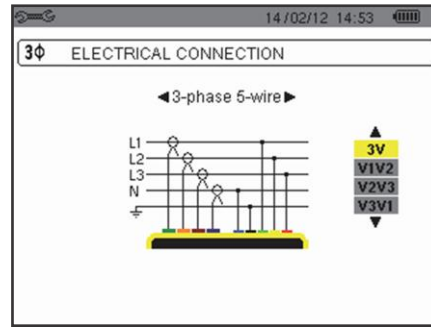 14/02/12 14:53
3Φ ELECTRICAL CONNECTION
◄3-phase 5-wire►
L1
L2
L3
N
3V
V1V2
V2V3
V3V1